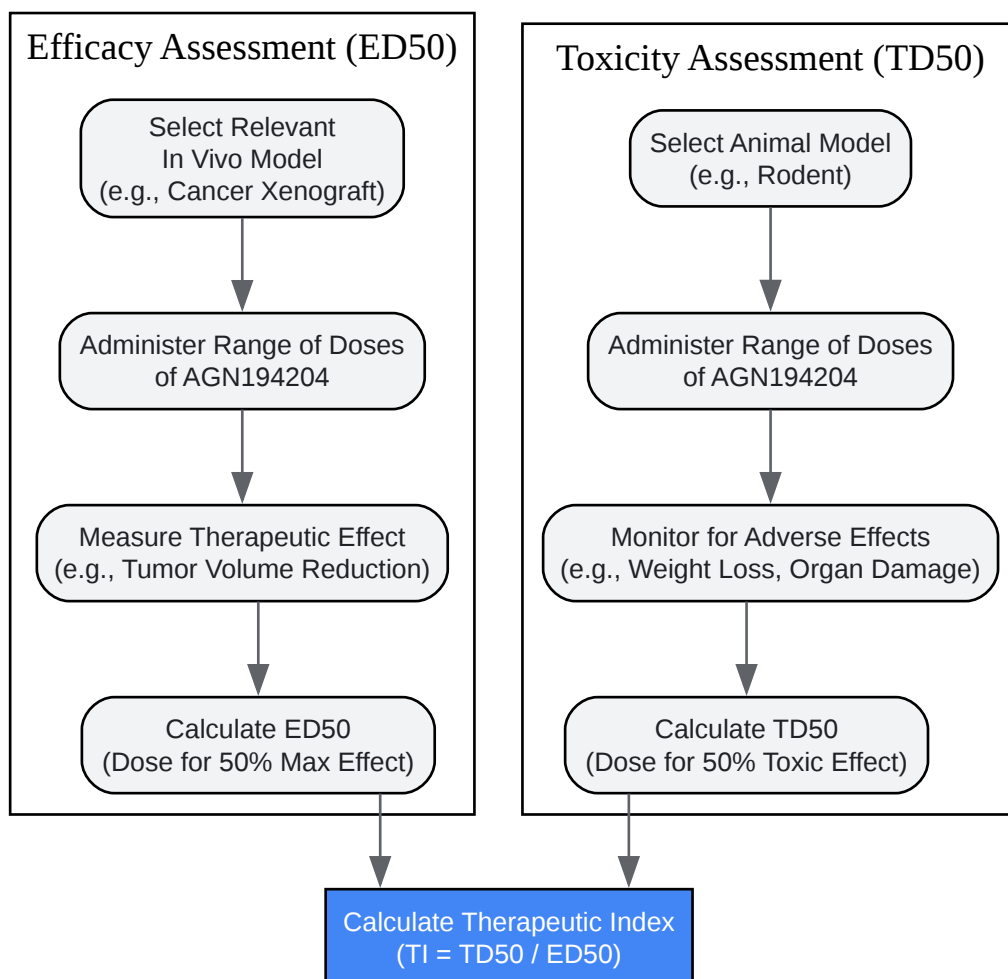 Efficacy Assessment (ED50)
Select Relevant
In Vivo Model
(e.g., Cancer Xenograft)
Administer Range of Doses
of AGN194204
Measure Therapeutic Effect
(e.g., Tumor Volume Reduction)
Calculate ED50
(Dose for 50% Max Effect)
Toxicity Assessment (TD50)
Select Animal Model
(e.g., Rodent)
Administer Range of Doses
of AGN194204
Monitor for Adverse Effects
(e.g., Weight Loss, Organ Damage)
Calculate TD50
(Dose for 50% Toxic Effect)
Calculate Therapeutic Index
(TI = TD50 / ED50)